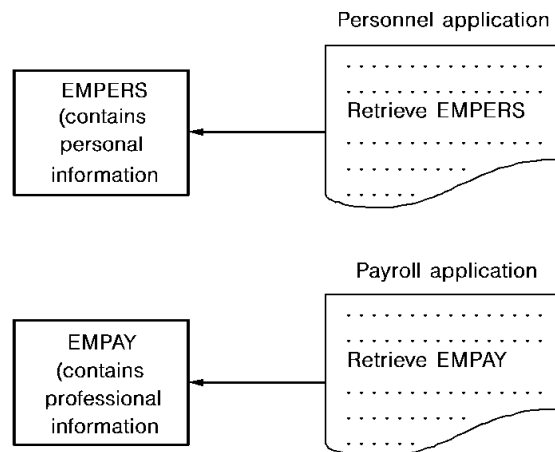 Personnel application
EMPERS
(contains
personal
information
Retrieve EMPERS
Payroll application
EMPAY
(contains
professional
information
Retrieve EMPAY